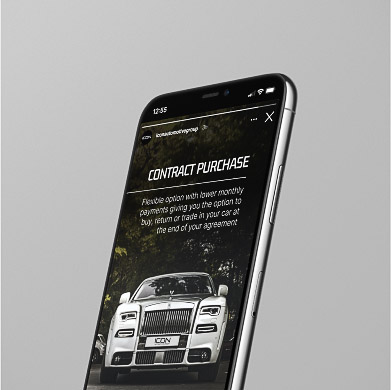 12:55
iconautomotivegroup
CONTRACT PURCHASE
Flexible option with lower monthly
payments giving you the option to
buy, return or trade in your car at
the end of your agreement
ICON